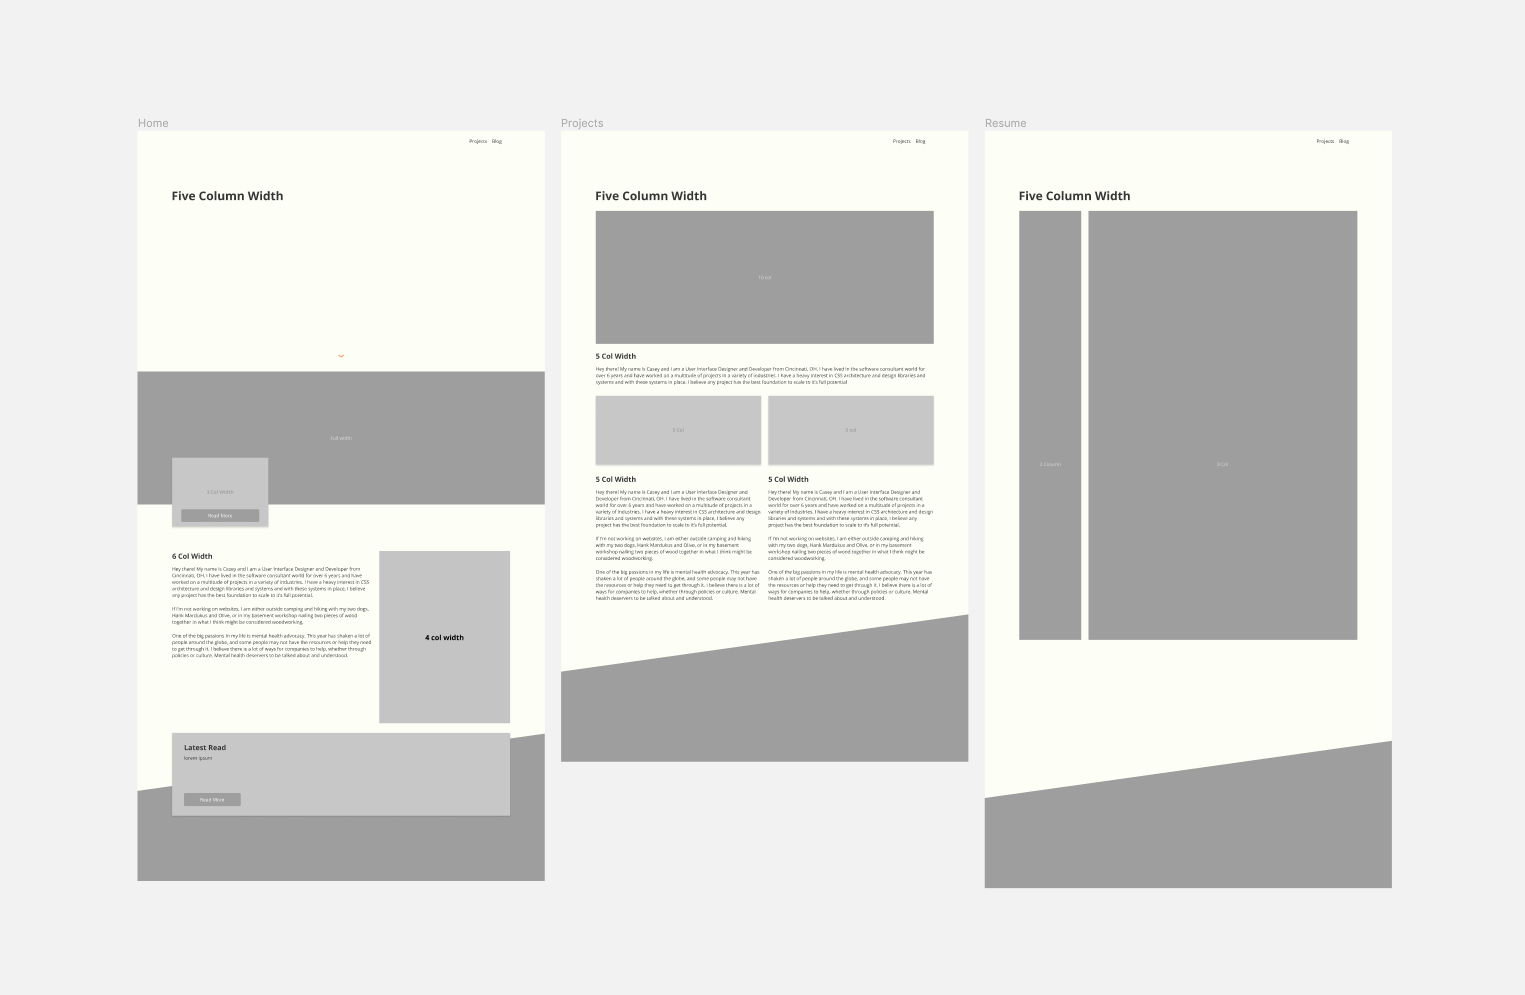 Home
Projects Blog
Five Column Width
Full width
3 Col Width
Read More
6 Col Width
Hey there! My name is Casey and I am a User Interface Designer and Developer from
Cincinnati, OH. I have lived in the software consultant world for over 6 years and have
worked on a multitude of projects in a variety of industries. I have a heavy interest in CSS
architecture and design libraries and systems and with these systems in place, I believe
any project has the best foundation to scale to it's full potential.
If I'm not working on websites, I am either outside camping and hiking with my two dogs,
Hank Mardukus and Olive, or in my basement workshop nailing two pieces of wood
together in what I think might be considered woodworking.
One of the big passions in my life is mental health advocacy. This year has shaken a lot of
people around the globe, and some people may not have the resources or help they need
to get through it. I believe there is a lot of ways for companies to help, whether through
policies or culture. Mental health deservers to be talked about and understood.
4 col width
Latest Read
lorem ipsum
Read More
Projects
Projects Blog
Five Column Width
10 col
5 Col Width
Hey there! My name is Casey and I am a User Interface Designer and Developer from Cincinnati, OH. I have lived in the software consultant world for
over 6 years and have worked on a multitude of projects in a variety of industries. I have a heavy interest in CSS architecture and design libraries and
systems and with these systems in place, I believe any project has the best foundation to scale to it's full potential
5 Col
5 col
5 Col Width
Hey there! My name is Casey and I am a User Interface Designer and
Developer from Cincinnati, OH. I have lived in the software consultant
world for over 6 years and have worked on a multitude of projects in a
variety of industries. I have a heavy interest in CSS architecture and design
libraries and systems and with these systems in place, I believe any
project has the best foundation to scale to it's full potential.
If I'm not working on websites, I am either outside camping and hiking
with my two dogs, Hank Mardukus and Olive, or in my basement
workshop nailing two pieces of wood together in what I think might be
considered woodworking.
One of the big passions in my life is mental health advocacy. This year has
shaken a lot of people around the globe, and some people may not have
the resources or help they need to get through it. I believe there is a lot of
ways for companies to help, whether through policies or culture. Mental
health deservers to be talked about and understood.
5 Col Width
Hey there! My name is Casey and I am a User Interface Designer and
Developer from Cincinnati, OH. I have lived in the software consultant
world for over 6 years and have worked on a multitude of projects in a
variety of industries. I have a heavy interest in CSS architecture and design
libraries and systems and with these systems in place, I believe any
project has the best foundation to scale to it's full potential.
If I'm not working on websites, I am either outside camping and hiking
with my two dogs, Hank Mardukus and Olive, or in my basement
workshop nailing two pieces of wood together in what I think might be
considered woodworking.
One of the big passions in my life is mental health advocacy. This year has
shaken a lot of people around the globe, and some people may not have
the resources or help they need to get through it. I believe there is a lot of
ways for companies to help, whether through policies or culture. Mental
health deservers to be talked about and understood.
Resume
Projects Blog
Five Column Width
Column
Col